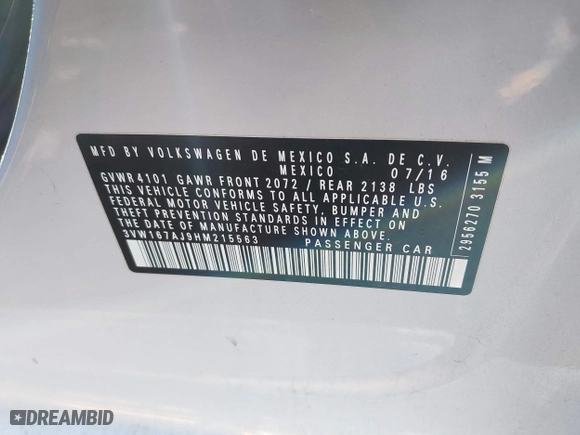 MFD BY VOLKSWAGEN DE MEXICO S.A. DE C.V.
MEXICO 07/16
GVWR4101 GAWR FRONT 2072 / REAR 2138 LBS
THIS VEHICLE CONFORMS TO ALL APPLICABLE U.S.
FEDERAL MOTOR VEHICLE SAFETY, BUMPER AND
THEFT PREVENTION STANDARDS IN EFFECT ON
THE DATE OF MANUFACTURE SHOWN ABOVE.
3VW167AJ9HM215563 PASSENGER CAR
2956270 3155 M
DREAMBID